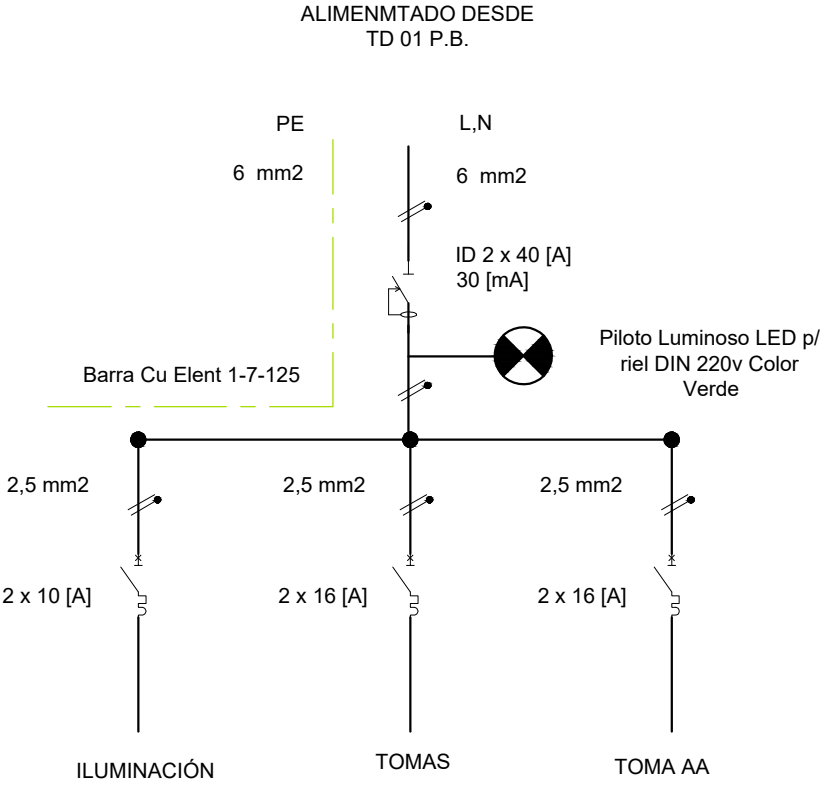 ALIMENMTADO DESDE
TD 01 P.B.
PE
L,N
6 mm2
6 mm2
ID 2 x 40 [A]
30 [mA]
Piloto Luminoso LED p/
riel DIN 220v Color
Verde
Barra Cu Elent 1-7-125
2,5 mm2
2,5 mm2
2,5 mm2
2 x 10 [A]
2 x 16 [A]
2 x 16 [A]
ILUMINACIÓN
TOMAS
TOMA AA